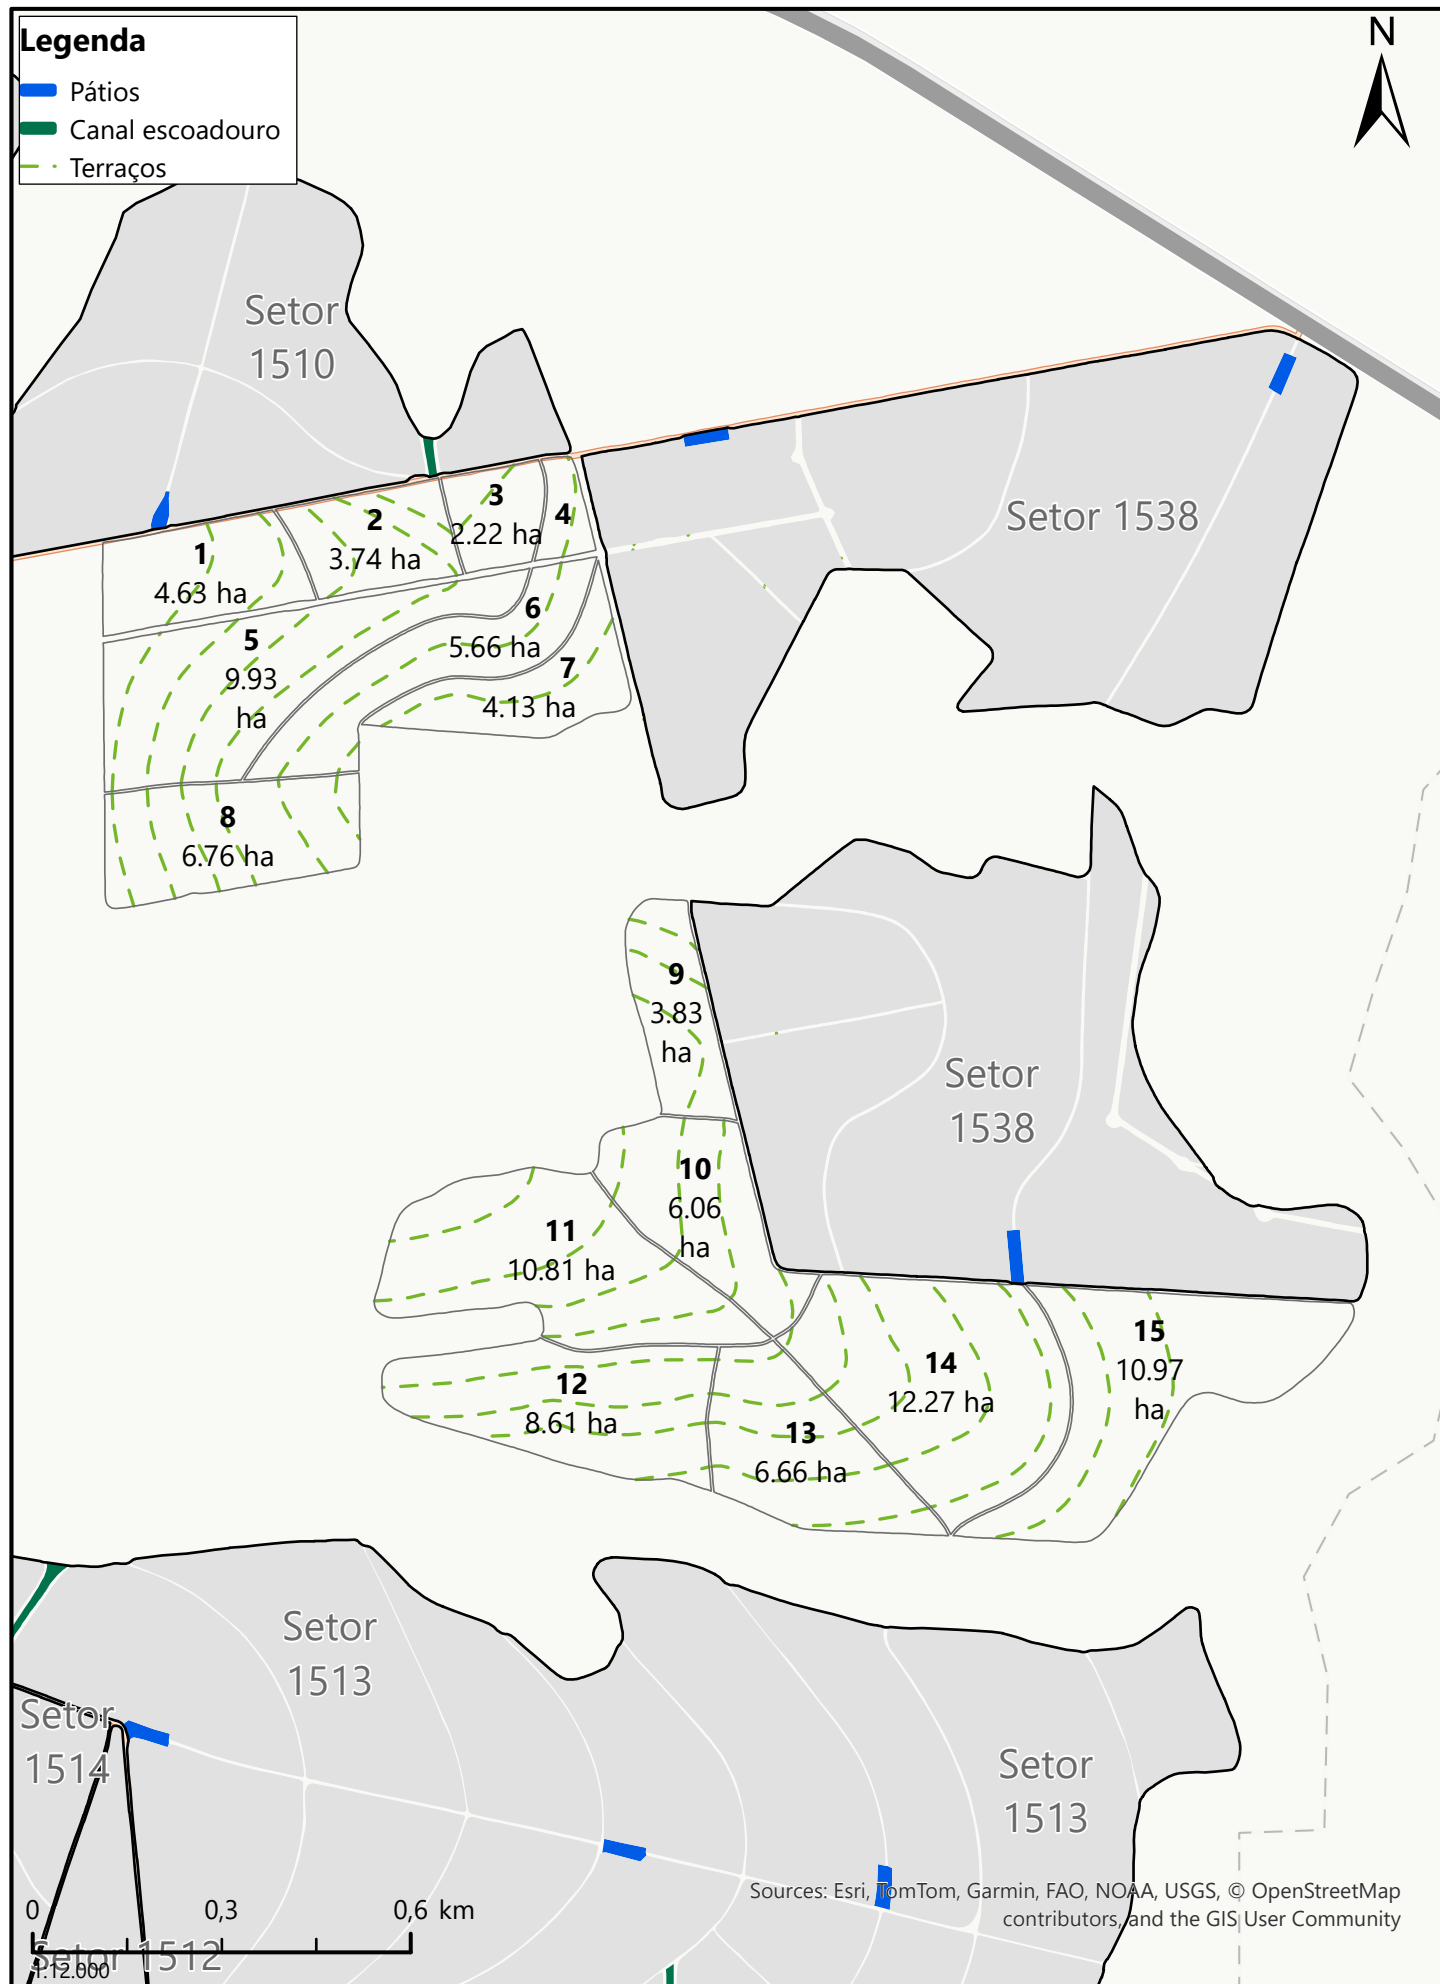 Legenda
Pátios
Canal escoadouro
Terraços
N
Setor
1510
Setor 1538
1
4.63 ha
2
3.74 ha
3
2.22 ha
4
5
9.93
ha
6
5.66 ha
7
4.13 ha
8
6.76 ha
9
3.83
ha
Setor
1538
10
6.06
ha
11
10.81 ha
12
8.61 ha
13
6.66 ha
14
12.27 ha
15
10.97
ha
Setor
1513
Setor
1514
Setor
1513
Sources: Esri, TomTom, Garmin, FAO, NOAA, USGS, © OpenStreetMap
contributors, and the GIS User Community
0 0,3 0,6 km
Setor 1512
1:12.000